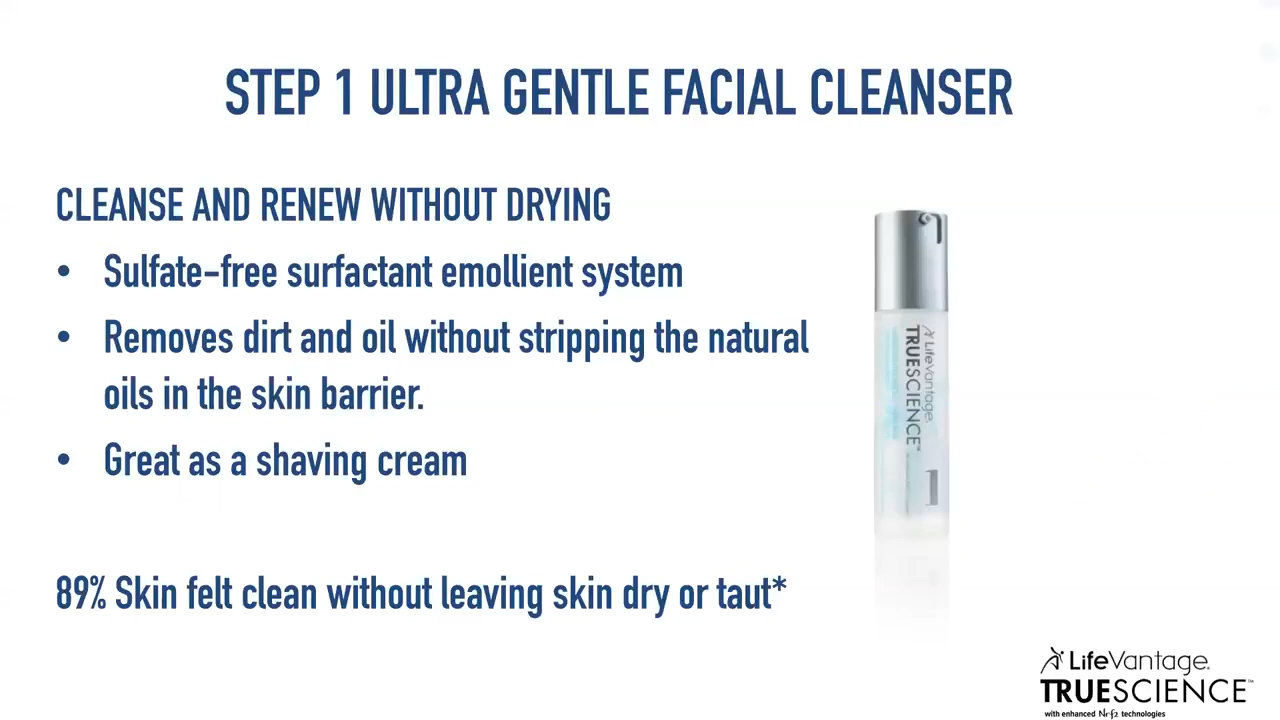 STEP 1 ULTRA GENTLE FACIAL CLEANSER
CLEANSE AND RENEW WITHOUT DRYING
• Sulfate-free surfactant emollient system
• Removes dirt and oil without stripping the natural
oils in the skin barrier.
• Great as a shaving cream
89% Skin felt clean without leaving skin dry or taut*
LifeVantage.
TRUESCIENCE™
1
LifeVantage.
TRUESCIENCE™
with enhanced Nrf2 technologies